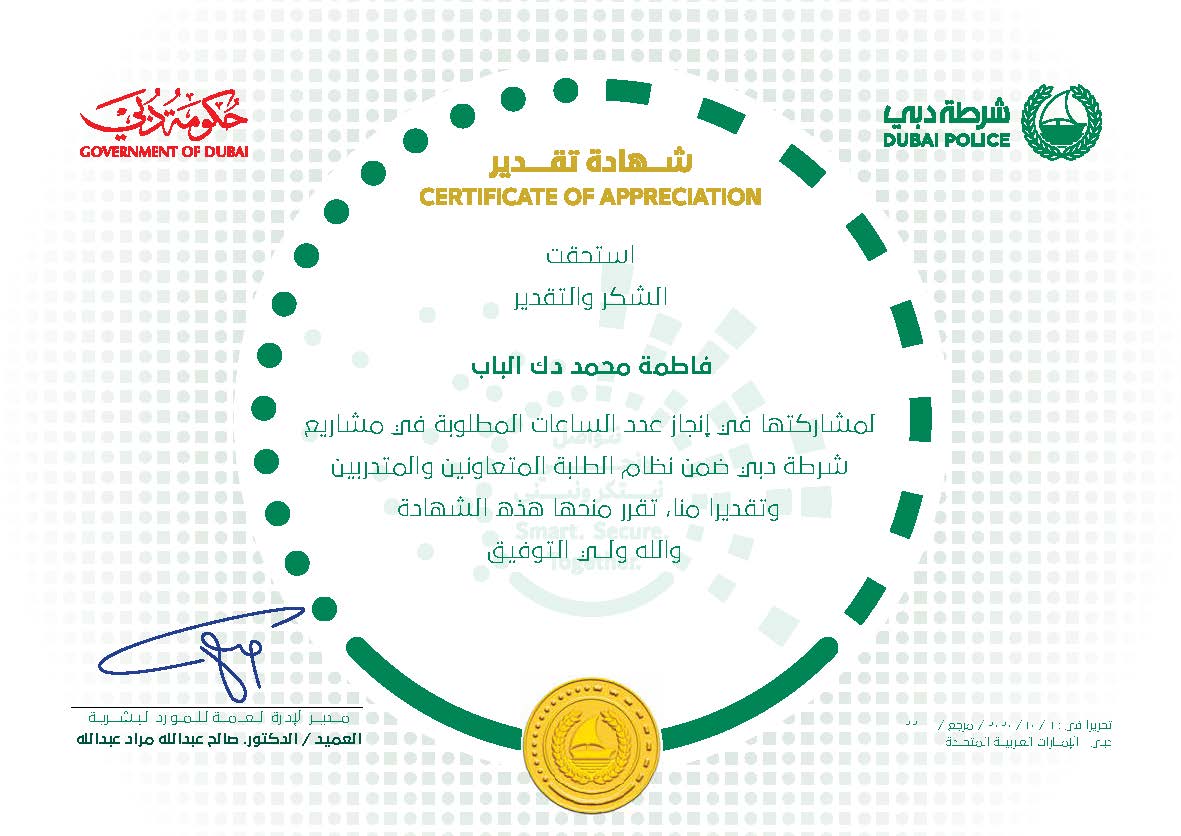 حكومة دبي
GOVERNMENT OF DUBAI
شرطة دبي
DUBAI POLICE
شهادة تقدير
CERTIFICATE OF APPRECIATION
استحقت
الشكر والتقدير
فاطمة محمد دك الباب
لمشاركتها في إنجاز عدد الساعات المطلوبة في مشاريع
شرطة دبي ضمن نظام الطلبة المتعاونين والمتدربين
وتقديرا منا، تقرر منحها هذه الشهادة
والله ولي التوفيق
Smart. Secure.
Together.
مدير الإدارة العامة للموارد البشرية
العميد / الدكتور. صالح عبدالله مراد عبدالله
تحريرا في : / مرجع /
دبي - الإمارات العربية المتحدة